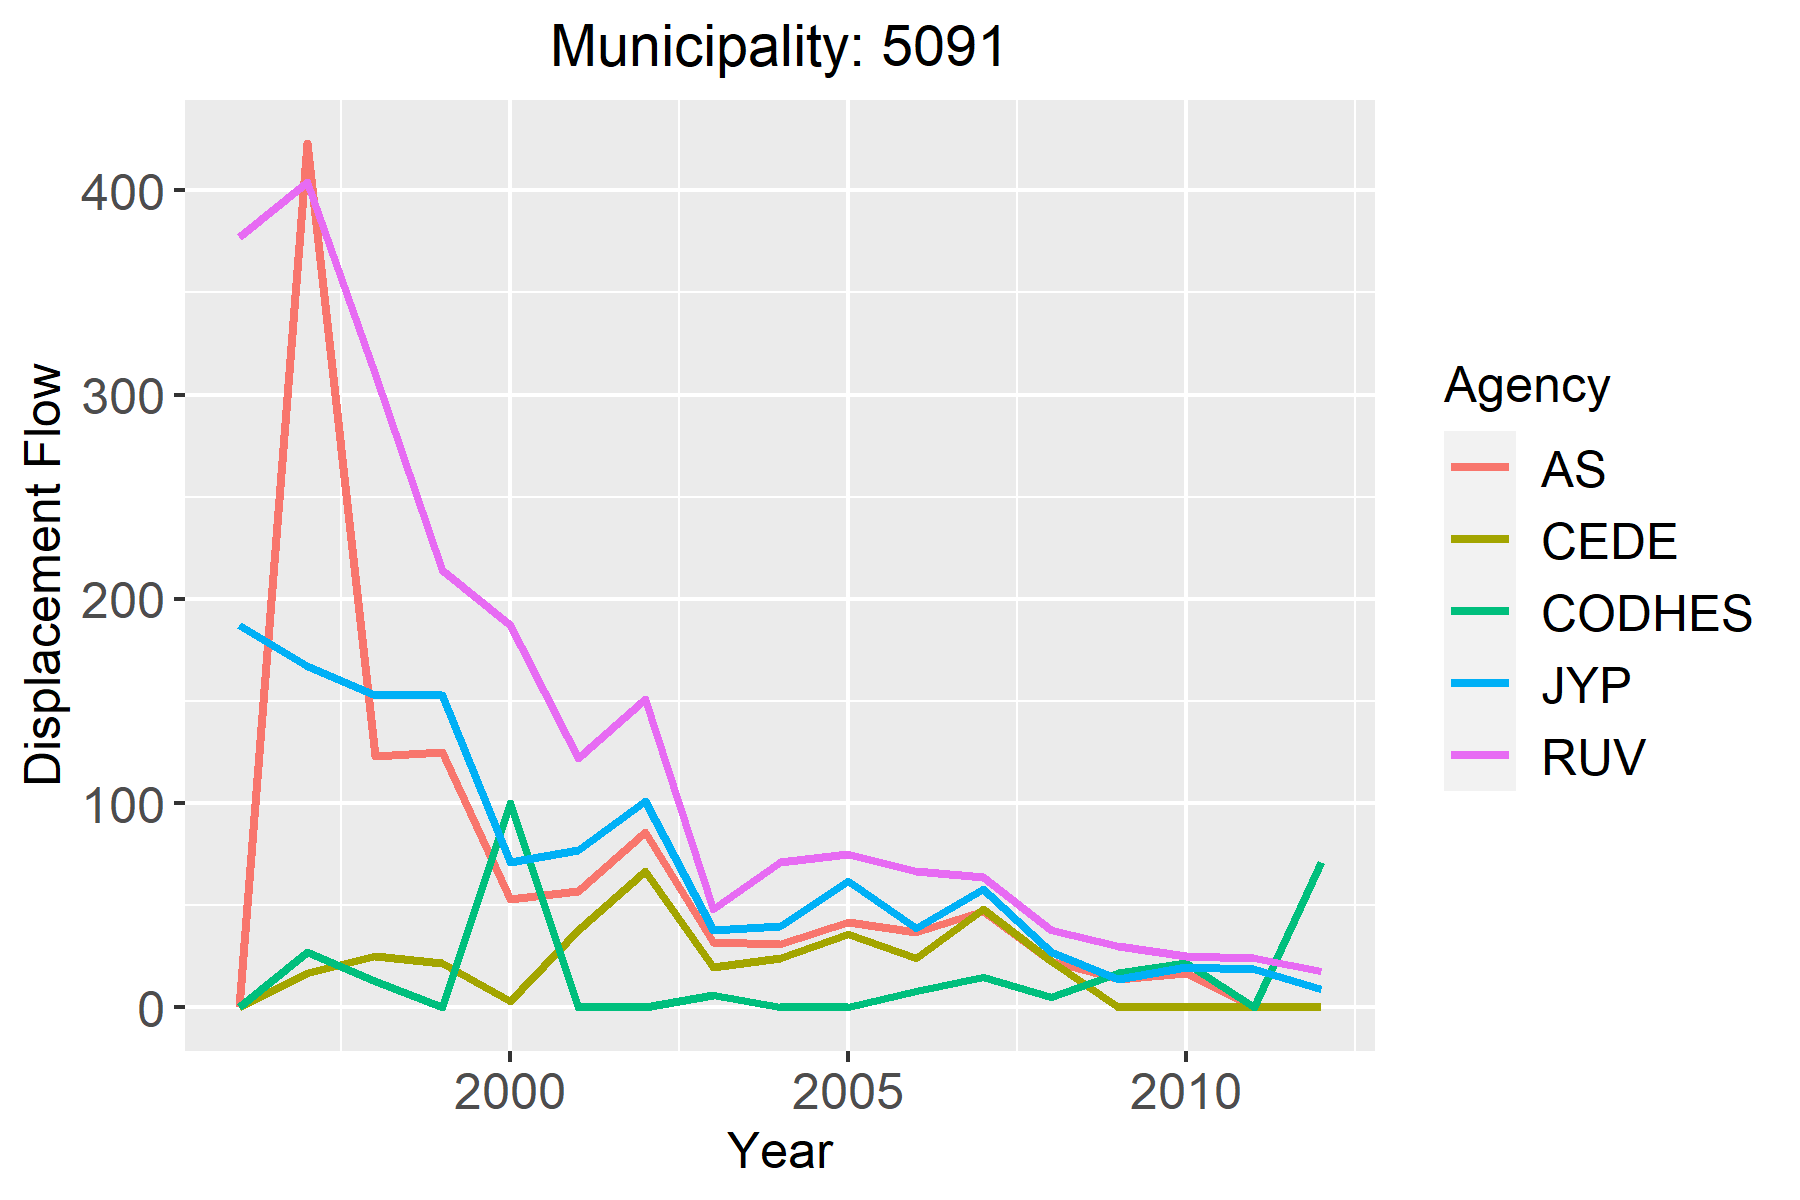 Municipality: 5091
400
300
200
100
0
Displacement Flow
2000
2005
2010
Year
Agency
AS
CEDE
CODHES
JYP
RUV